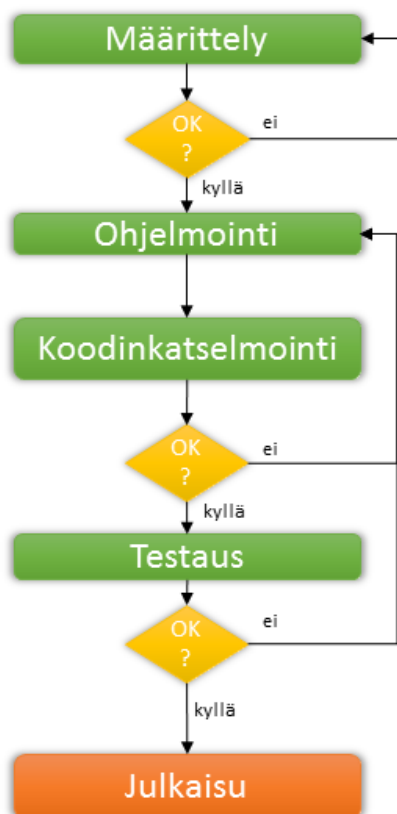 Määrittely
OK
?
ei
kyllä
Ohjelmointi
Koodinkatselmointi
OK
?
ei
kyllä
Testaus
OK
?
ei
kyllä
Julkaisu